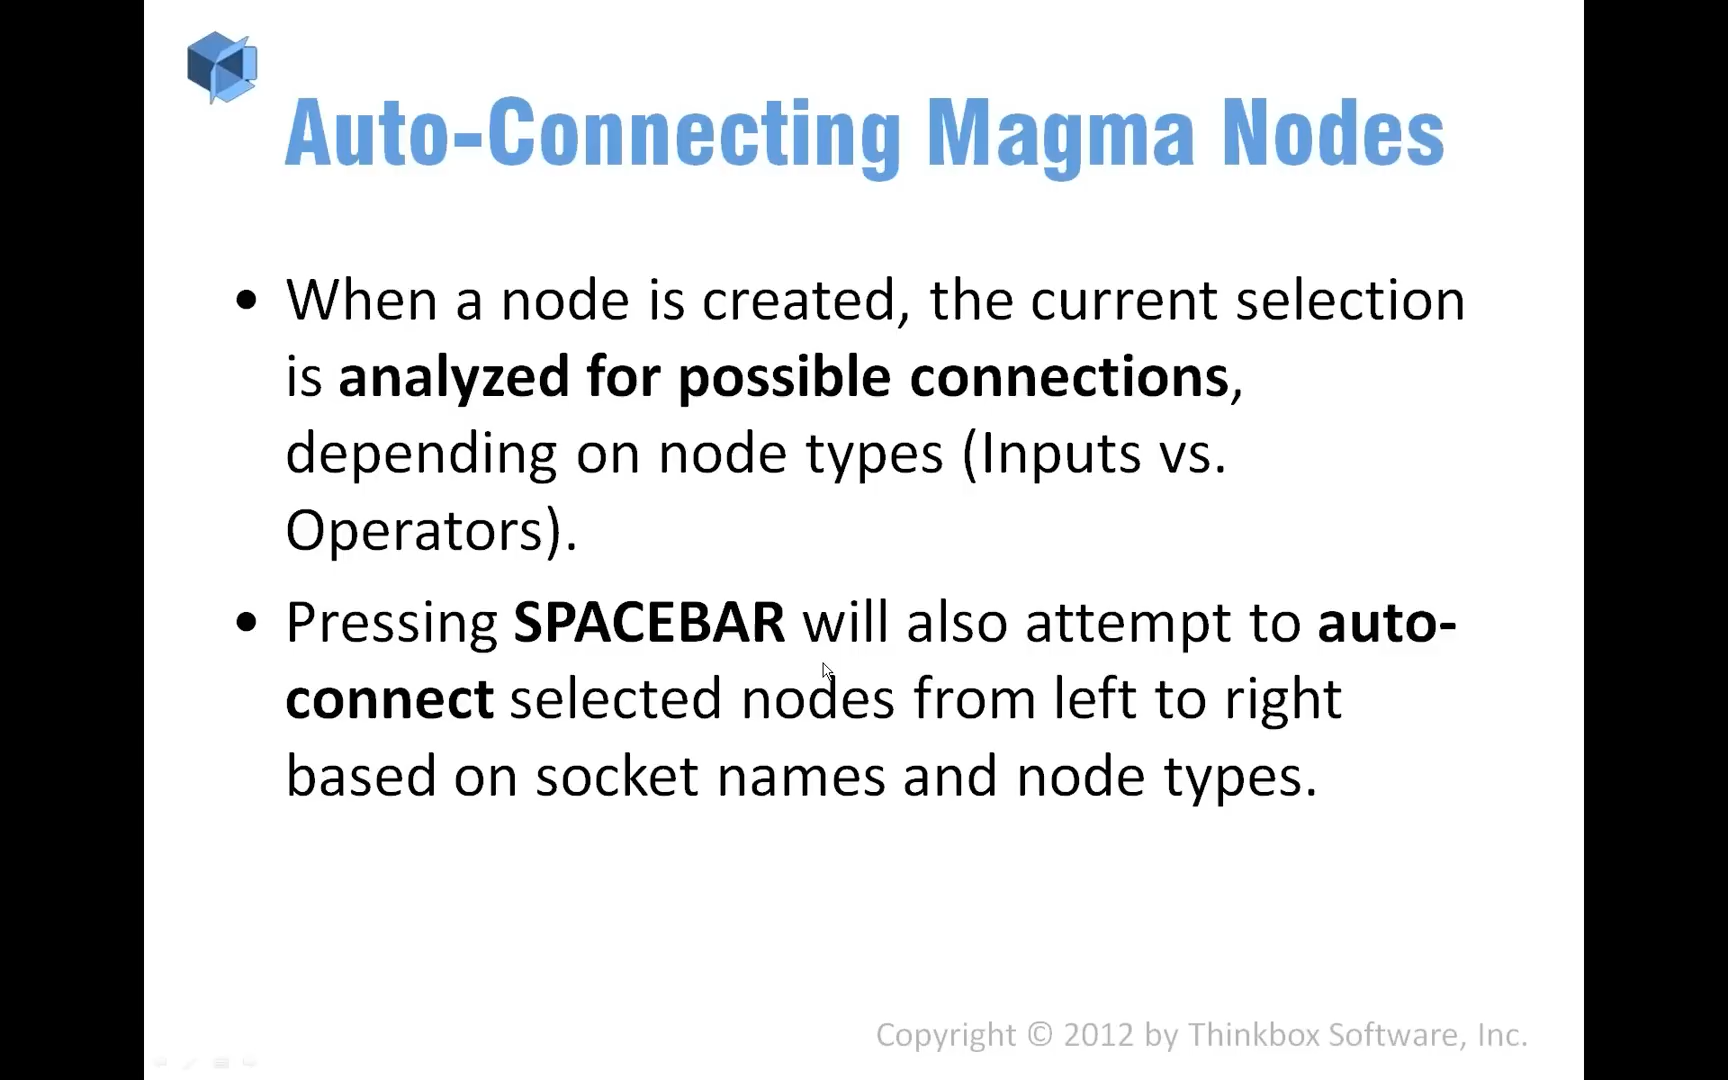 Auto-Connecting Magma Nodes
• When a node is created, the current selection
is analyzed for possible connections,
depending on node types (Inputs vs.
Operators).
• Pressing SPACEBAR will also attempt to auto-
connect selected nodes from left to right
based on socket names and node types.
Copyright © 2012 by Thinkbox Software, Inc.